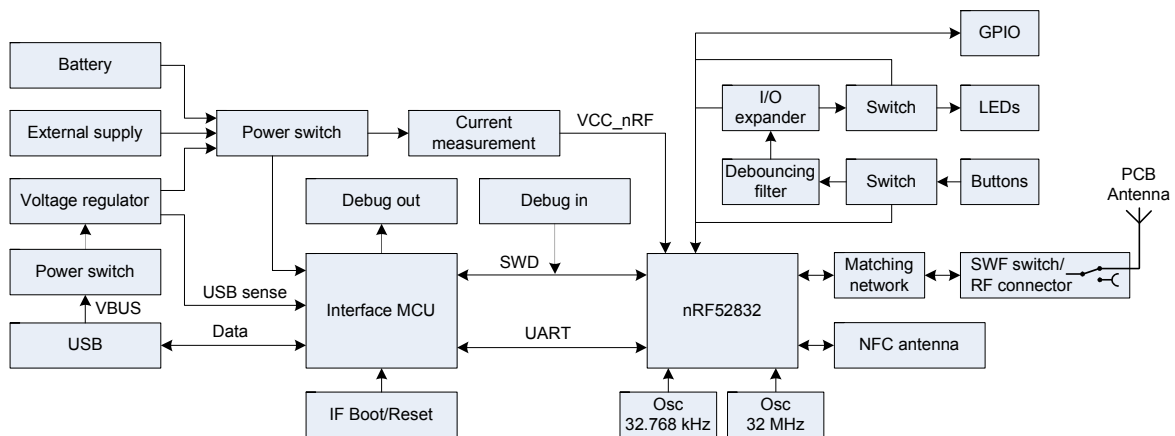 GPIO
Battery
I/O
expander
Switch
LEDs
External supply
Power switch
Current
measurement
VCC_nRF
Debouncing
filter
Switch
Buttons
PCB
Antenna
Voltage regulator
Debug out
Debug in
Power switch
SWD
Matching
network
SWF switch/
RF connector
USB sense
Interface MCU
nRF52832
VBUS
USB
Data
UART
NFC antenna
IF Boot/Reset
Osc
32.768 kHz
Osc
32 MHz